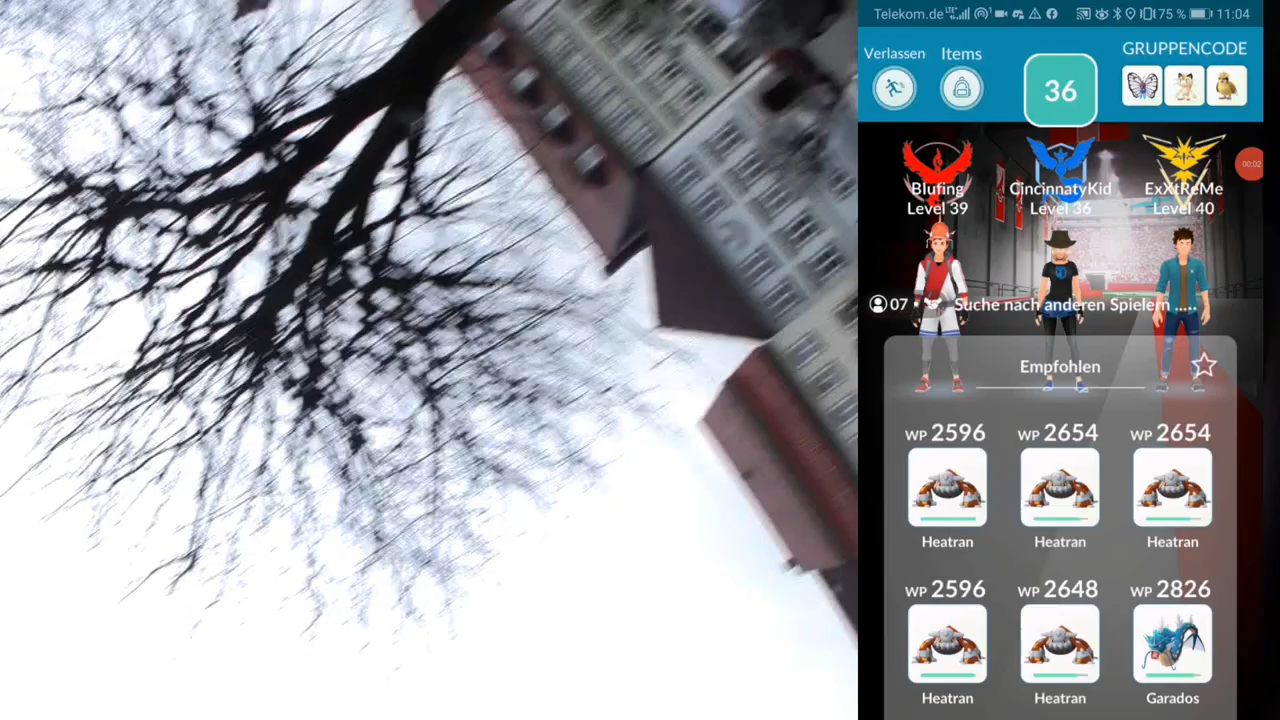 Telekom.de LTE 75 % 11:04
Verlassen Items 36 GRUPPENCODE
00:02
Blufing CincinnatyKid ExXtReMe
Level 39 Level 36 Level 40
07 • Suche nach anderen Spielern
Empfohlen
WP 2596 WP 2654 WP 2654
Heatran Heatran Heatran
WP 2596 WP 2648 WP 2826
Heatran Heatran Garados